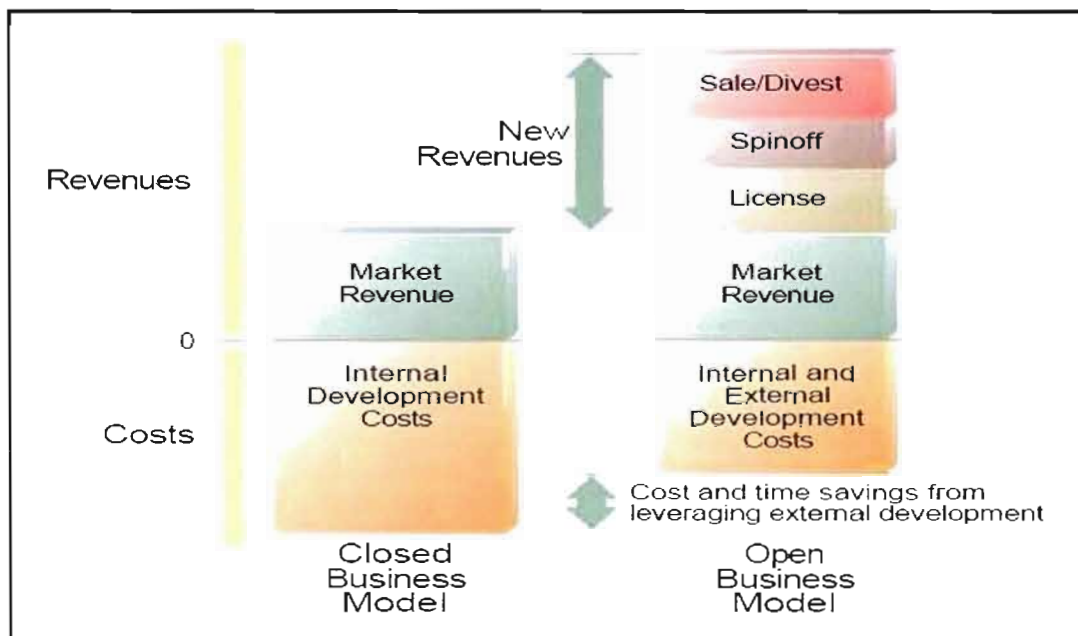 Revenues
0
Costs
Market
Revenue
Internal
Development
Costs
Closed
Business
Model
New
Revenues
Sale/Divest
Spinoff
License
Market
Revenue
Internal and
External
Development
Costs
Cost and time savings from
leveraging external development
Open
Business
Model